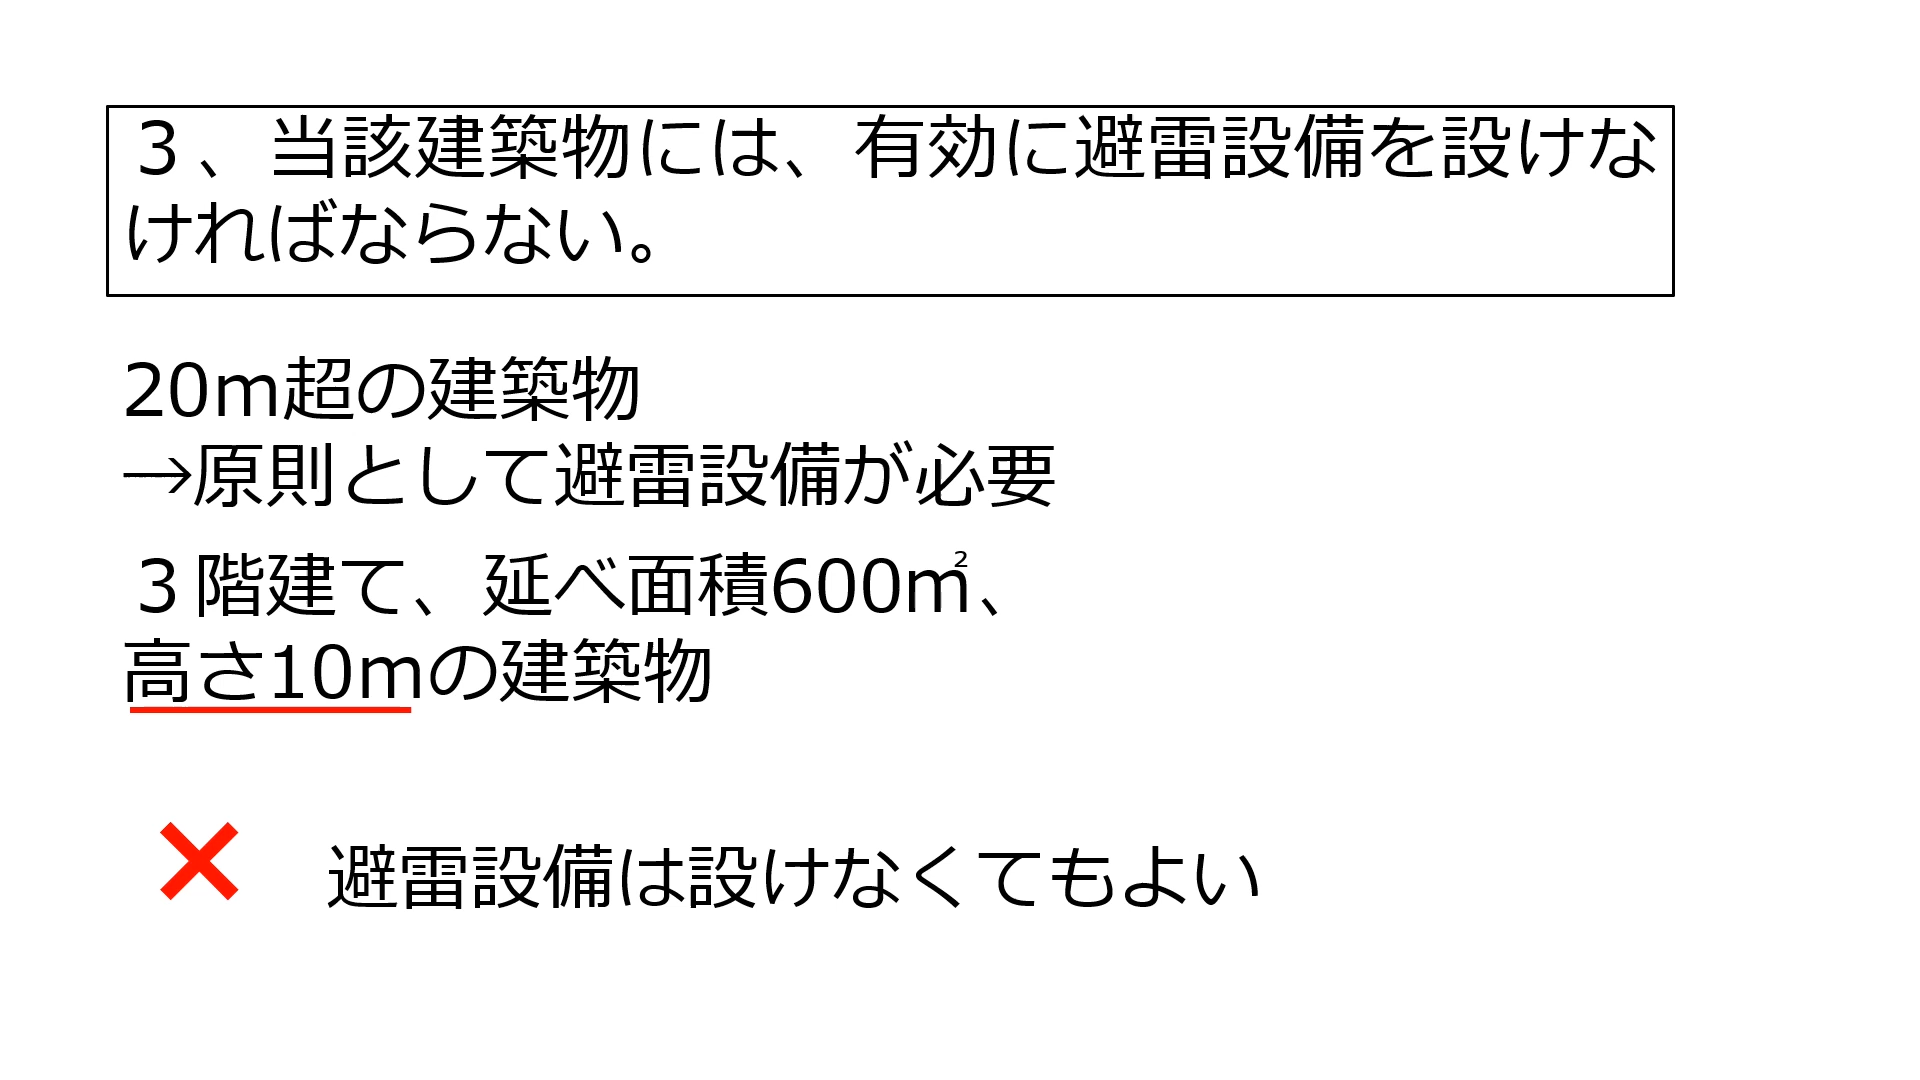 ３、当該建築物には、有効に避雷設備を設けな
ければならない。
20m超の建築物
→原則として避雷設備が必要
３階建て、延べ面積600㎡、
高さ10mの建築物
× 避雷設備は設けなくてもよい